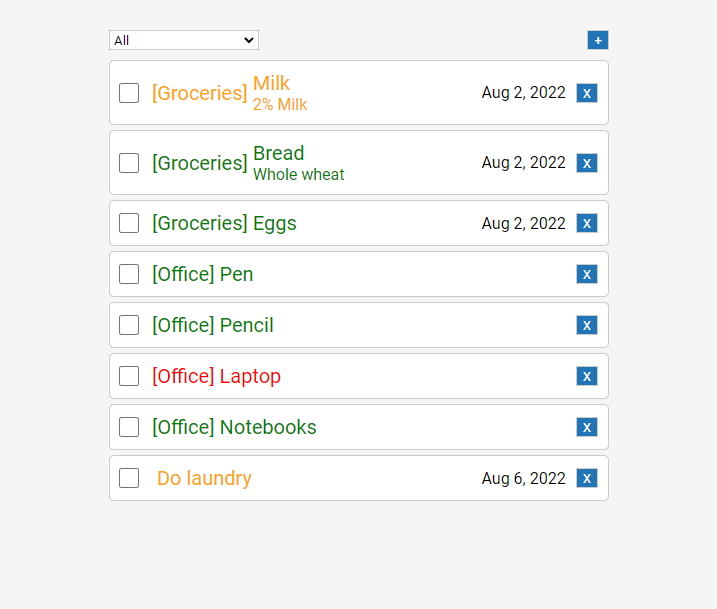 All +
[Groceries] Milk
2% Milk
Aug 2, 2022 X
[Groceries] Bread
Whole wheat
Aug 2, 2022 X
[Groceries] Eggs Aug 2, 2022 X
[Office] Pen X
[Office] Pencil X
[Office] Laptop X
[Office] Notebooks X
Do laundry Aug 6, 2022 X